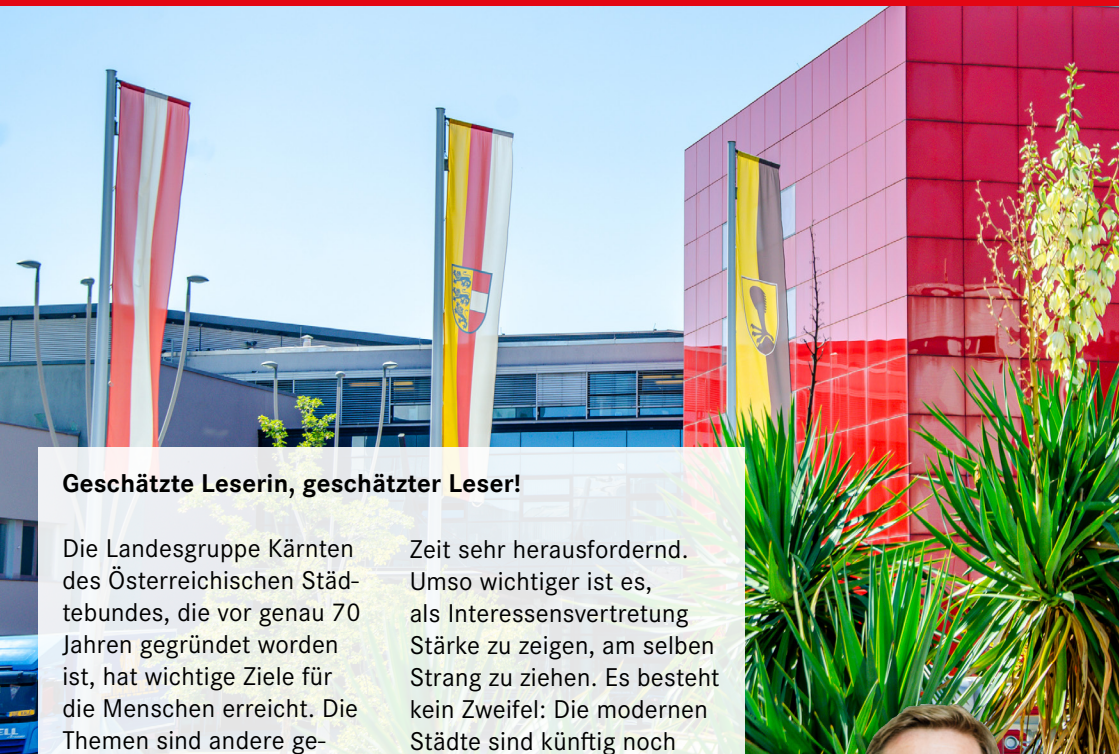 Geschätzte Leserin, geschätzter Leser!
Die Landesgruppe Kärnten
des Österreichischen Städ-
tebundes, die vor genau 70
Jahren gegründet worden
ist, hat wichtige Ziele für
die Menschen erreicht. Die
Themen sind andere ge-
Zeit sehr herausfordernd.
Umso wichtiger ist es,
als Interessensvertretung
Stärke zu zeigen, am selben
Strang zu ziehen. Es besteht
kein Zweifel: Die modernen
Städte sind künftig noch